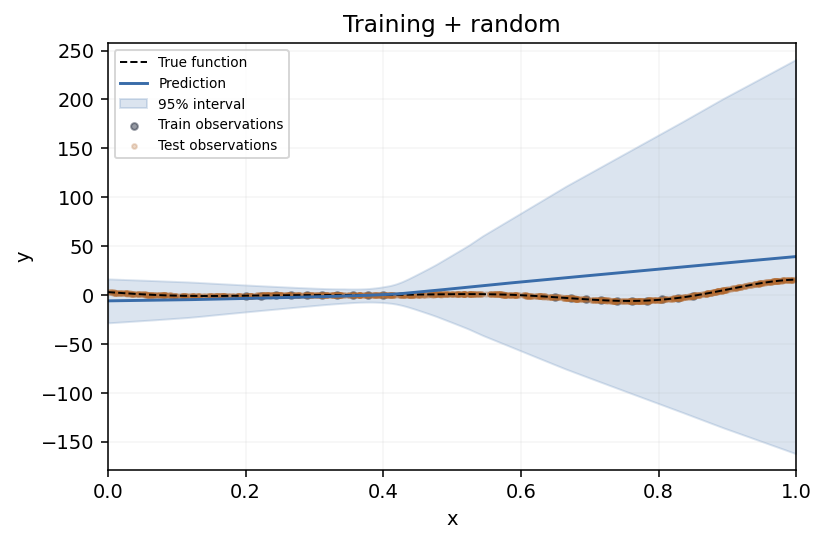 Training + random
250
200
150
100
50
0
−50
−100
−150
y
True function
Prediction
95% interval
Train observations
Test observations
0.0 0.2 0.4 0.6 0.8 1.0
x